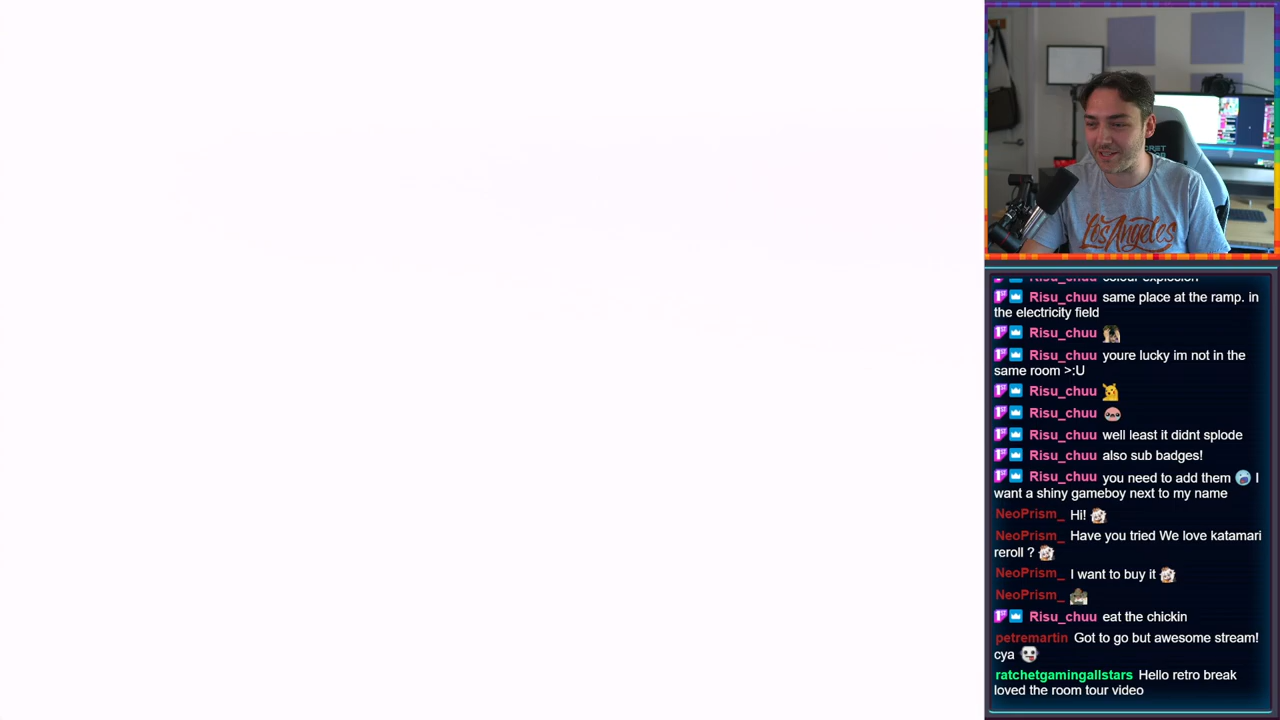 SECRET
Los Angeles
Risu_chuu colour explosion
Risu_chuu same place at the ramp. in
the electricity field
Risu_chuu
Risu_chuu youre lucky im not in the
same room >:U
Risu_chuu
Risu_chuu
Risu_chuu well least it didnt splode
Risu_chuu also sub badges!
Risu_chuu you need to add them I
want a shiny gameboy next to my name
NeoPrism_ Hi!
NeoPrism_ Have you tried We love katamari
reroll ?
NeoPrism_ I want to buy it
NeoPrism_
Risu_chuu eat the chickin
petremartin Got to go but awesome stream!
cya
ratchetgamingallstars Hello retro break
loved the room tour video